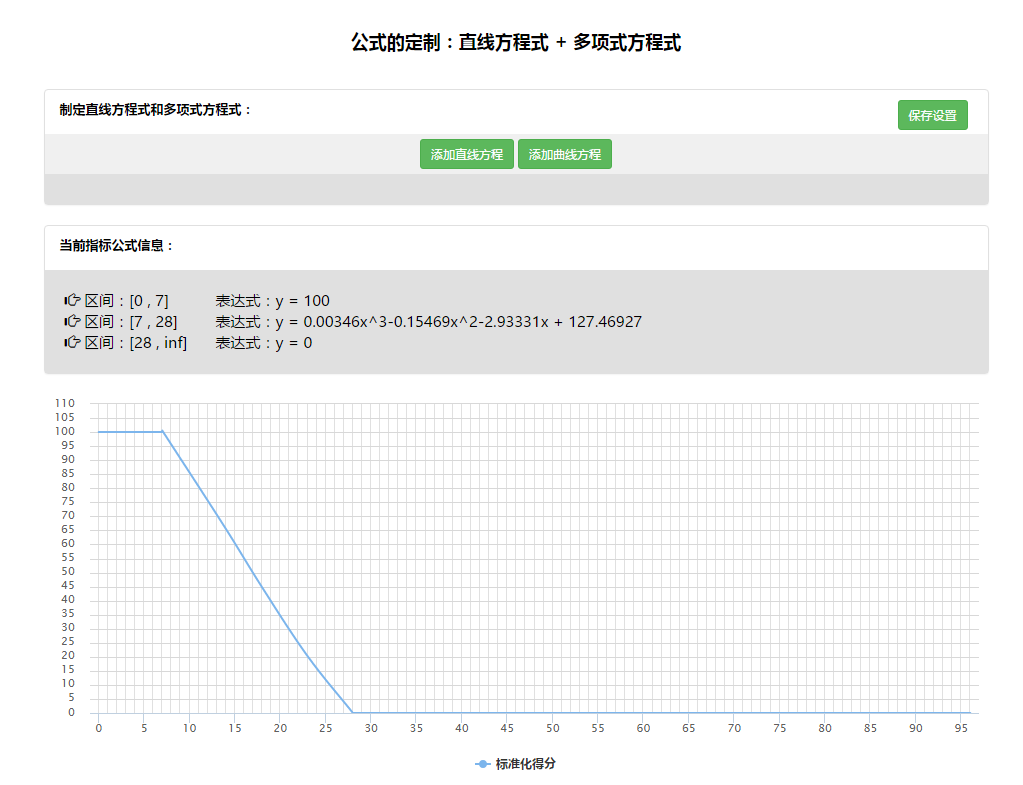 公式的定制：直线方程式 + 多项式方程式
制定直线方程式和多项式方程式：
保存设置
添加直线方程 添加曲线方程
当前指标公式信息：
区间：[0 , 7] 表达式：y = 100
区间：[7 , 28] 表达式：y = 0.00346x^3-0.15469x^2-2.93331x + 127.46927
区间：[28 , inf] 表达式：y = 0
110
105
100
95
90
85
80
75
70
65
60
55
50
45
40
35
30
25
20
15
10
5
0
0 5 10 15 20 25 30 35 40 45 50 55 60 65 70 75 80 85 90 95
标准化得分